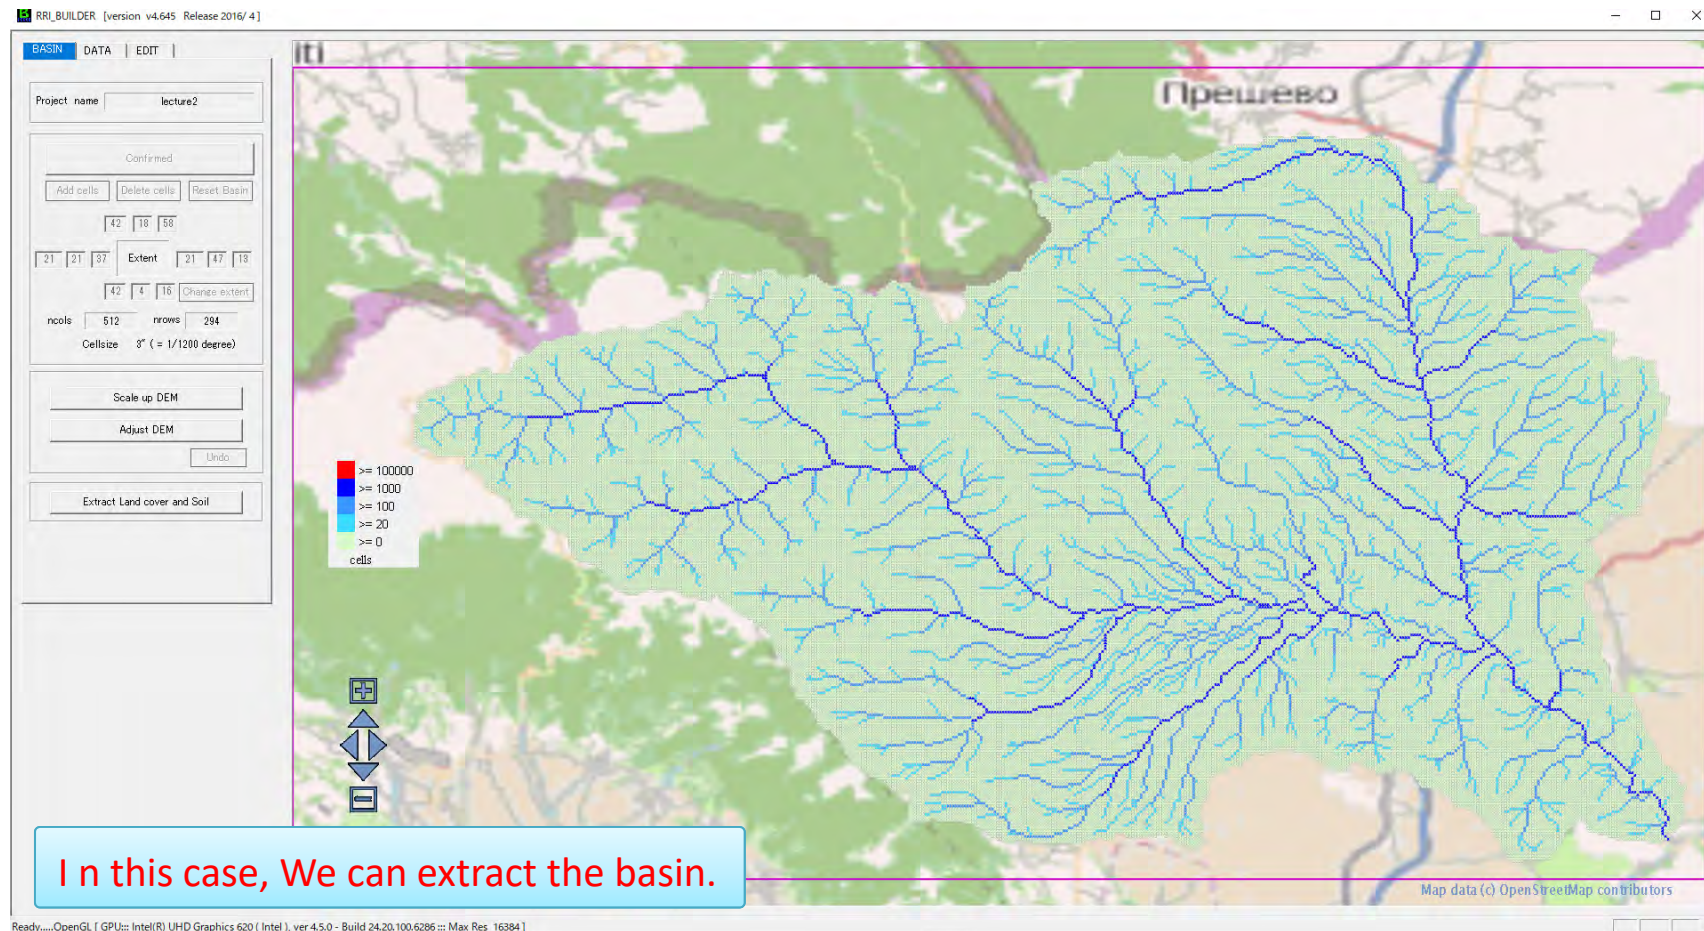 RRI_BUILDER [version v4.645 Release 2016/ 4 ]
BASIN DATA EDIT
Project name lecture2
Confirmed
Add cells Delete cells Reset Basin
42 18 58
21 21 37 Extent 21 47 13
42 4 16 Change extent
ncols 512 nrows 294
Cellsize 3" ( = 1/1200 degree)
Scale up DEM
Adjust DEM
Undo
Extract Land cover and Soil
iti
Прешево
>= 100000
>= 1000
>= 100
>= 20
>= 0
cells
I n this case, We can extract the basin.
Map data (c) OpenStreetMap contributors
Ready.....OpenGL [ GPU::: Intel(R) UHD Graphics 620 ( Intel ), ver 4.5.0 - Build 24.20.100.6286 ::: Max Res 16384 ]